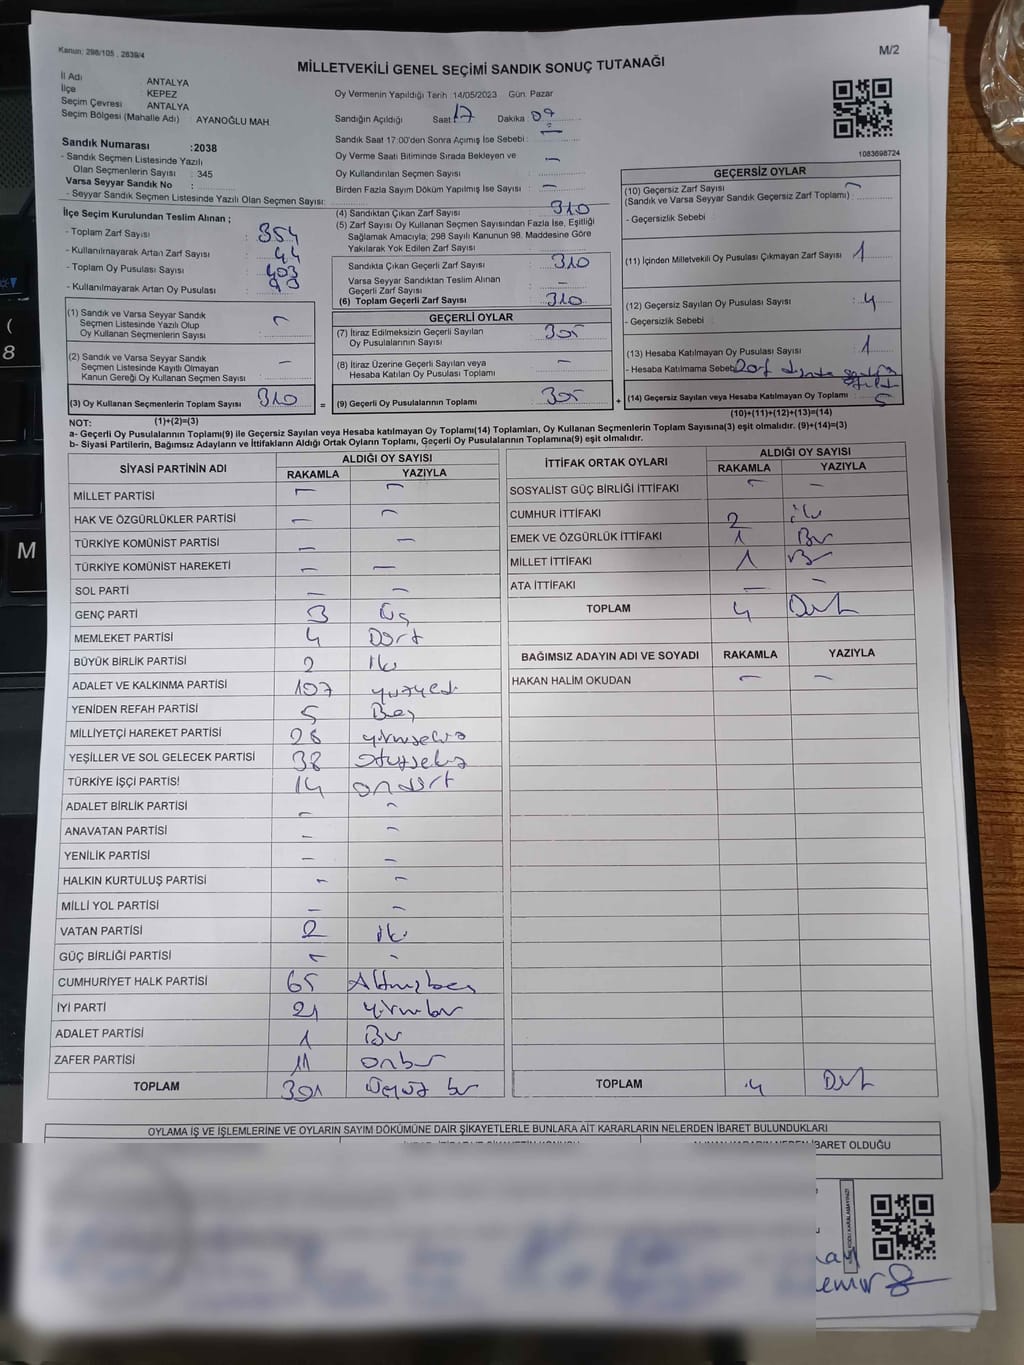 Kanun: 298/105 , 2839/4
M/2
MİLLETVEKİLİ GENEL SEÇİMİ SANDIK SONUÇ TUTANAĞI
İl Adı ANTALYA
İlçe : KEPEZ
Seçim Çevresi : ANTALYA
Seçim Bölgesi (Mahalle Adı) : AYANOĞLU MAH.
Sandık Numarası :2038
- Sandık Seçmen Listesinde Yazılı
Olan Seçmenlerin Sayısı : 345
Varsa Seyyar Sandık No :
- Seyyar Sandık Seçmen Listesinde Yazılı Olan Seçmen Sayısı:
Oy Vermenin Yapıldığı Tarih 14/05/2023 Gün: Pazar
Sandığın Açıldığı Saat: 17 Dakika: 09
Sandık Saat 17:00'den Sonra Açımış İse Sebebi : –
Oy Verme Saati Bitiminde Sırada Bekleyen ve
Oy Kullandırılan Seçmen Sayısı : –
Birden Fazla Sayım Döküm Yapılmış İse Sayısı : –
1083698724
İlçe Seçim Kurulundan Teslim Alınan ;
- Toplam Zarf Sayısı : 354
- Kullanılmayarak Artan Zarf Sayısı : 44
- Toplam Oy Pusulası Sayısı : 403
- Kullanılmayarak Artan Oy Pusulası :
(4) Sandıktan Çıkan Zarf Sayısı 310
(5) Zarf Sayısı Oy Kullanan Seçmen Sayısından Fazla İse, Eşitliği
Sağlamak Amacıyla; 298 Sayılı Kanunun 98. Maddesine Göre
Yakılarak Yok Edilen Zarf Sayısı
Sandıkta Çıkan Geçerli Zarf Sayısı 310
Varsa Seyyar Sandıktan Teslim Alınan
Geçerli Zarf Sayısı –
(6) Toplam Geçerli Zarf Sayısı 310
GEÇERSİZ OYLAR
(10) Geçersiz Zarf Sayısı –
(Sandık ve Varsa Seyyar Sandık Geçersiz Zarf Toplamı)
- Geçersizlik Sebebi :
(11) İçinden Milletvekili Oy Pusulası Çıkmayan Zarf Sayısı 1
(12) Geçersiz Sayılan Oy Pusulası Sayısı : 4
- Geçersizlik Sebebi :
(13) Hesaba Katılmayan Oy Pusulası Sayısı : 1
- Hesaba Katılmama Sebebi:
(14) Geçersiz Sayılan veya Hesaba Katılmayan Oy Toplamı 5
(10)+(11)+(12)+(13)=(14)
(1) Sandık ve Varsa Seyyar Sandık
Seçmen Listesinde Yazılı Olup
Oy Kullanan Seçmenlerin Sayısı –
(2) Sandık ve Varsa Seyyar Sandık
Seçmen Listesinde Kayıtlı Olmayan
Kanun Gereği Oy Kullanan Seçmen Sayısı –
(3) Oy Kullanan Seçmenlerin Toplam Sayısı 310
(1)+(2)=(3)
GEÇERLİ OYLAR
(7) İtiraz Edilmeksizin Geçerli Sayılan
Oy Pusulalarının Sayısı 305
(8) İtiraz Üzerine Geçerli Sayılan veya
Hesaba Katılan Oy Pusulası Toplamı –
= (9) Geçerli Oy Pusulalarının Toplamı 305 +
NOT:
a- Geçerli Oy Pusulalarının Toplamı(9) ile Geçersiz Sayılan veya Hesaba katılmayan Oy Toplamı(14) Toplamları, Oy Kullanan Seçmenlerin Toplam Sayısına(3) eşit olmalıdır. (9)+(14)=(3)
b- Siyasi Partilerin, Bağımsız Adayların ve İttifakların Aldığı Ortak Oyların Toplamı, Geçerli Oy Pusulalarının Toplamına(9) eşit olmalıdır.
SİYASİ PARTİNİN ADI ALDIĞI OY SAYISI
RAKAMLA YAZIYLA
MİLLET PARTİSİ – –
HAK VE ÖZGÜRLÜKLER PARTİSİ – –
TÜRKİYE KOMÜNİST PARTİSİ – –
TÜRKİYE KOMÜNİST HAREKETİ – –
SOL PARTİ – –
GENÇ PARTİ 3 Üç
MEMLEKET PARTİSİ 4 Dört
BÜYÜK BİRLİK PARTİSİ 2 İki
ADALET VE KALKINMA PARTİSİ 107 yüzyedi
YENİDEN REFAH PARTİSİ 5 Beş
MİLLİYETÇİ HAREKET PARTİSİ 28 yirmisekiz
YEŞİLLER VE SOL GELECEK PARTİSİ 38 otuzsekiz
TÜRKİYE İŞÇİ PARTİSİ 14 ondört
ADALET BİRLİK PARTİSİ – –
ANAVATAN PARTİSİ – –
YENİLİK PARTİSİ – –
HALKIN KURTULUŞ PARTİSİ – –
MİLLİ YOL PARTİSİ – –
VATAN PARTİSİ 2 iki
GÜÇ BİRLİĞİ PARTİSİ – –
CUMHURİYET HALK PARTİSİ 65 Altmışbeş
İYİ PARTİ 21 yirmibir
ADALET PARTİSİ 1 Bir
ZAFER PARTİSİ 11 onbir
TOPLAM 301 üçyüz bir
İTTİFAK ORTAK OYLARI ALDIĞI OY SAYISI
RAKAMLA YAZIYLA
SOSYALİST GÜÇ BİRLİĞİ İTTİFAKI – –
CUMHUR İTTİFAKI 2 iki
EMEK VE ÖZGÜRLÜK İTTİFAKI 1 Bir
MİLLET İTTİFAKI 1 Bir
ATA İTTİFAKI – –
TOPLAM 4 Dört
BAĞIMSIZ ADAYIN ADI VE SOYADI RAKAMLA YAZIYLA
HAKAN HALİM OKUDAN – –
TOPLAM 4 Dört
OYLAMA İŞ VE İŞLEMLERİNE VE OYLARIN SAYIM DÖKÜMÜNE DAİR ŞİKAYETLERLE BUNLARA AİT KARARLARIN NELERDEN İBARET BULUNDUKLARI
İBARET OLDUĞU